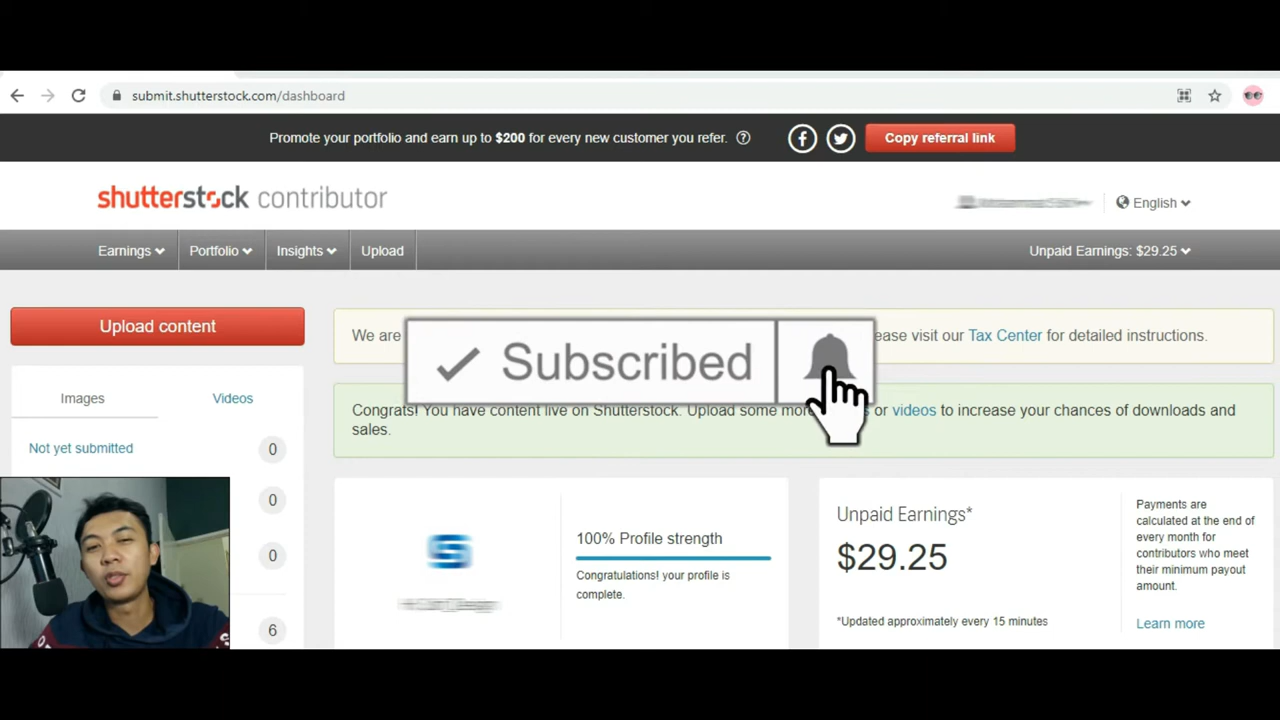 submit.shutterstock.com/dashboard
Promote your portfolio and earn up to $200 for every new customer you refer. ?
Copy referral link
shutterstock contributor
English
Earnings
Portfolio
Insights
Upload
Unpaid Earnings: $29.25
Upload content
We are
ease visit our Tax Center for detailed instructions.
Subscribed
Images
Videos
Congrats! You have content live on Shutterstock. Upload some more
or videos to increase your chances of downloads and
sales.
Not yet submitted
0
0
0
6
100% Profile strength
Congratulations! your profile is
complete.
Unpaid Earnings*
$29.25
*Updated approximately every 15 minutes
Payments are
calculated at the end of
every month for
contributors who meet
their minimum payout
amount.
Learn more